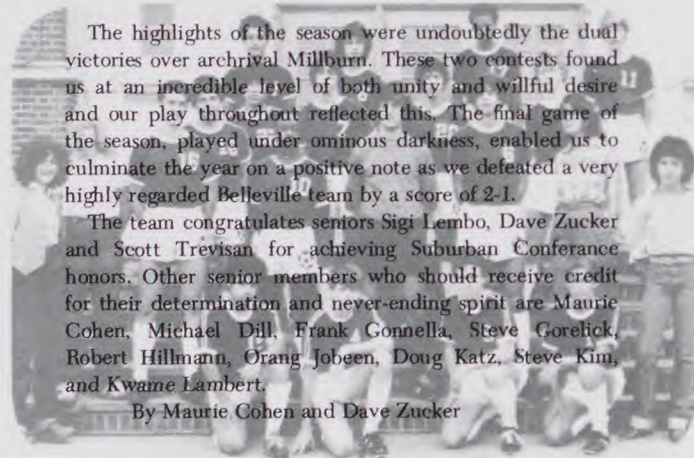 The highlights of the season were undoubtedly the dual
victories over archrival Millburn. These two contests found
us at an incredible level of both unity and willful desire
and our play throughout reflected this. The final game of
the season, played under ominous darkness, enabled us to
culminate the year on a positive note as we defeated a very
highly regarded Belleville team by a score of 2-1.
The team congratulates seniors Sigi Lembo, Dave Zucker
and Scott Trevisan for achieving Suburban Conferance
honors. Other senior members who should receive credit
for their determination and never-ending spirit are Maurie
Cohen, Michael Dill, Frank Gonnella, Steve Gorelick,
Robert Hillmann, Orang Jobeen, Doug Katz, Steve Kim,
and Kwame Lambert.
By Maurie Cohen and Dave Zucker
11